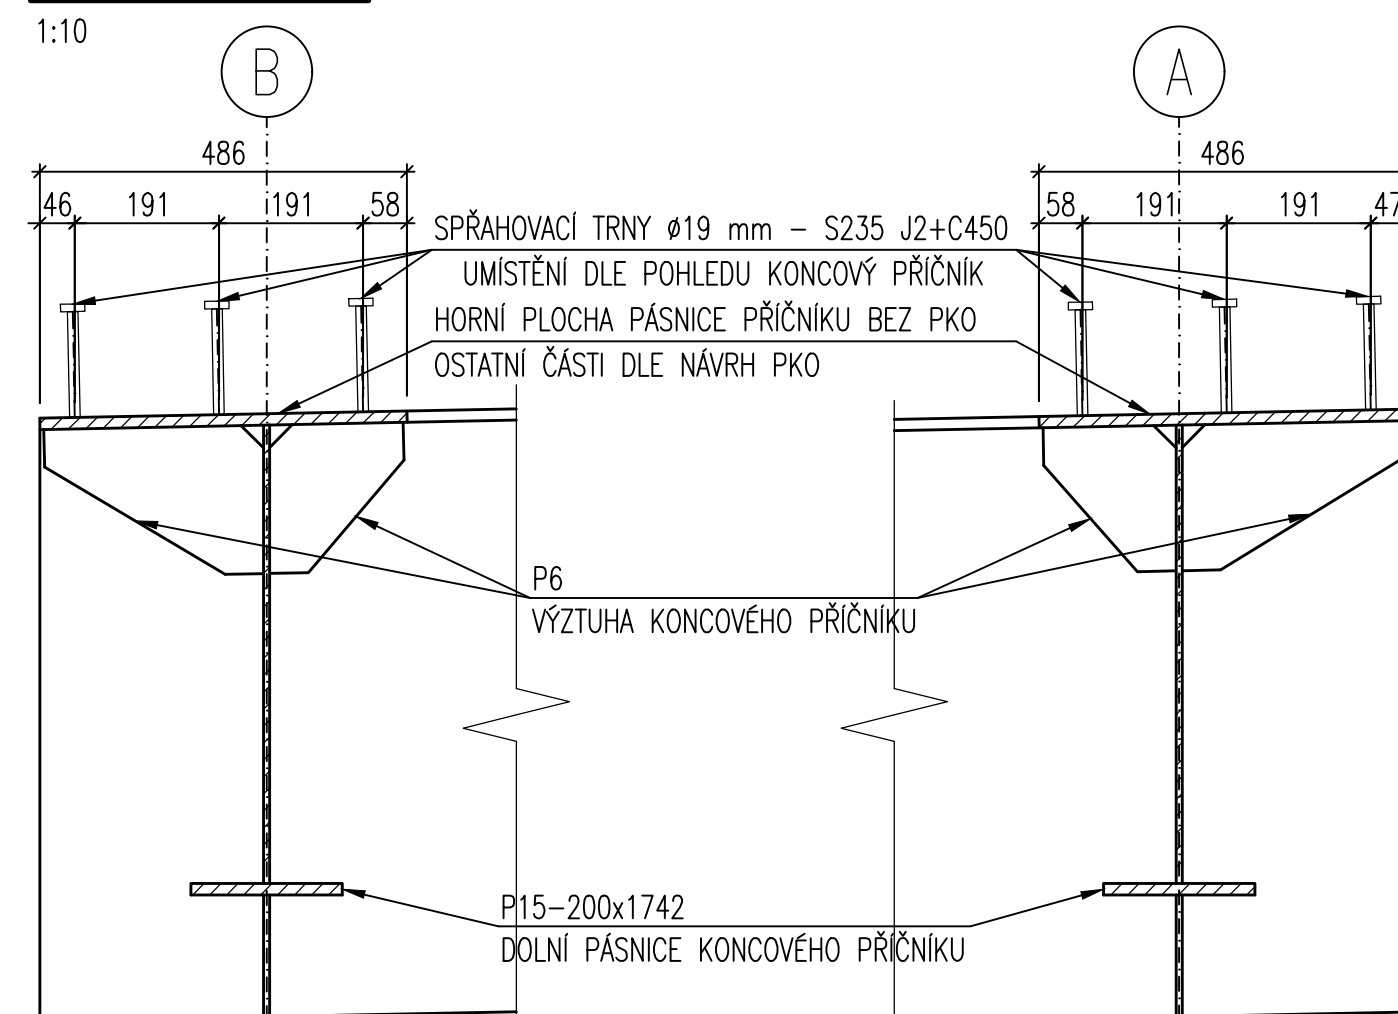 1:10
B
A
486
486
46
191
191
58
58
191
191
47
SPŘAHOVACÍ TRNY ø19 mm – S235 J2+C450
UMÍSTĚNÍ DLE POHLEDU KONCOVÝ PŘÍČNÍK
HORNÍ PLOCHA PÁSNICE PŘÍČNÍKU BEZ PKO
OSTATNÍ ČÁSTI DLE NÁVRH PKO
P6
VÝZTUHA KONCOVÉHO PŘÍČNÍKU
P15–200x1742
DOLNÍ PÁSNICE KONCOVÉHO PŘÍČNÍKU